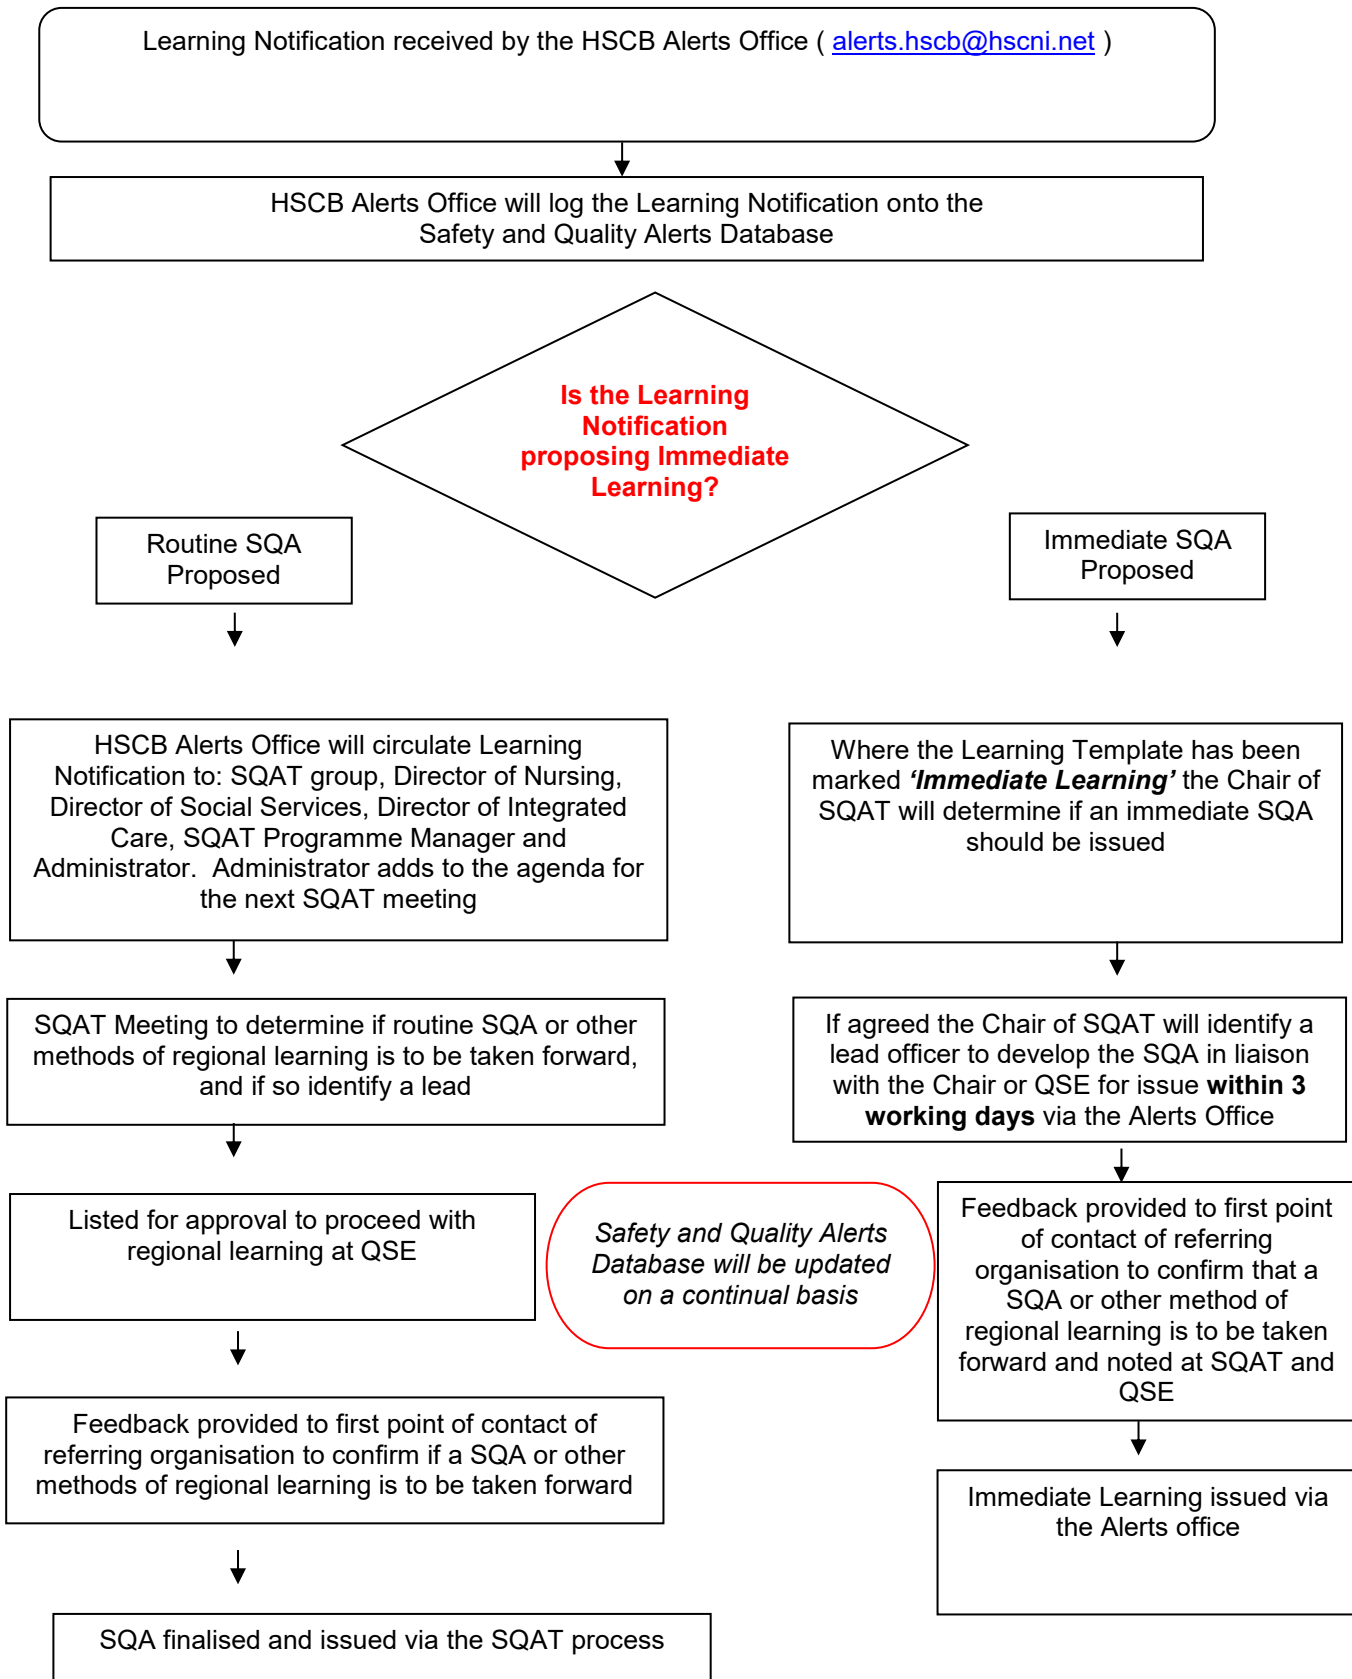 Learning Notification received by the HSCB Alerts Office ( alerts.hscb@hscni.net )
HSCB Alerts Office will log the Learning Notification onto the
Safety and Quality Alerts Database
Is the Learning
Notification
proposing Immediate
Learning?
Routine SQA
Proposed
Immediate SQA
Proposed
HSCB Alerts Office will circulate Learning
Notification to: SQAT group, Director of Nursing,
Director of Social Services, Director of Integrated
Care, SQAT Programme Manager and
Administrator.  Administrator adds to the agenda for
the next SQAT meeting
Where the Learning Template has been
marked ‘Immediate Learning’ the Chair of
SQAT will determine if an immediate SQA
should be issued
SQAT Meeting to determine if routine SQA or other
methods of regional learning is to be taken forward,
and if so identify a lead
If agreed the Chair of SQAT will identify a
lead officer to develop the SQA in liaison
with the Chair or QSE for issue within 3
working days via the Alerts Office
Listed for approval to proceed with
regional learning at QSE
Safety and Quality Alerts
Database will be updated
on a continual basis
Feedback provided to first point
of contact of referring
organisation to confirm that a
SQA or other method of
regional learning is to be taken
forward and noted at SQAT and
QSE
Feedback provided to first point of contact of
referring organisation to confirm if a SQA or other
methods of regional learning is to be taken forward
Immediate Learning issued via
the Alerts office
SQA finalised and issued via the SQAT process